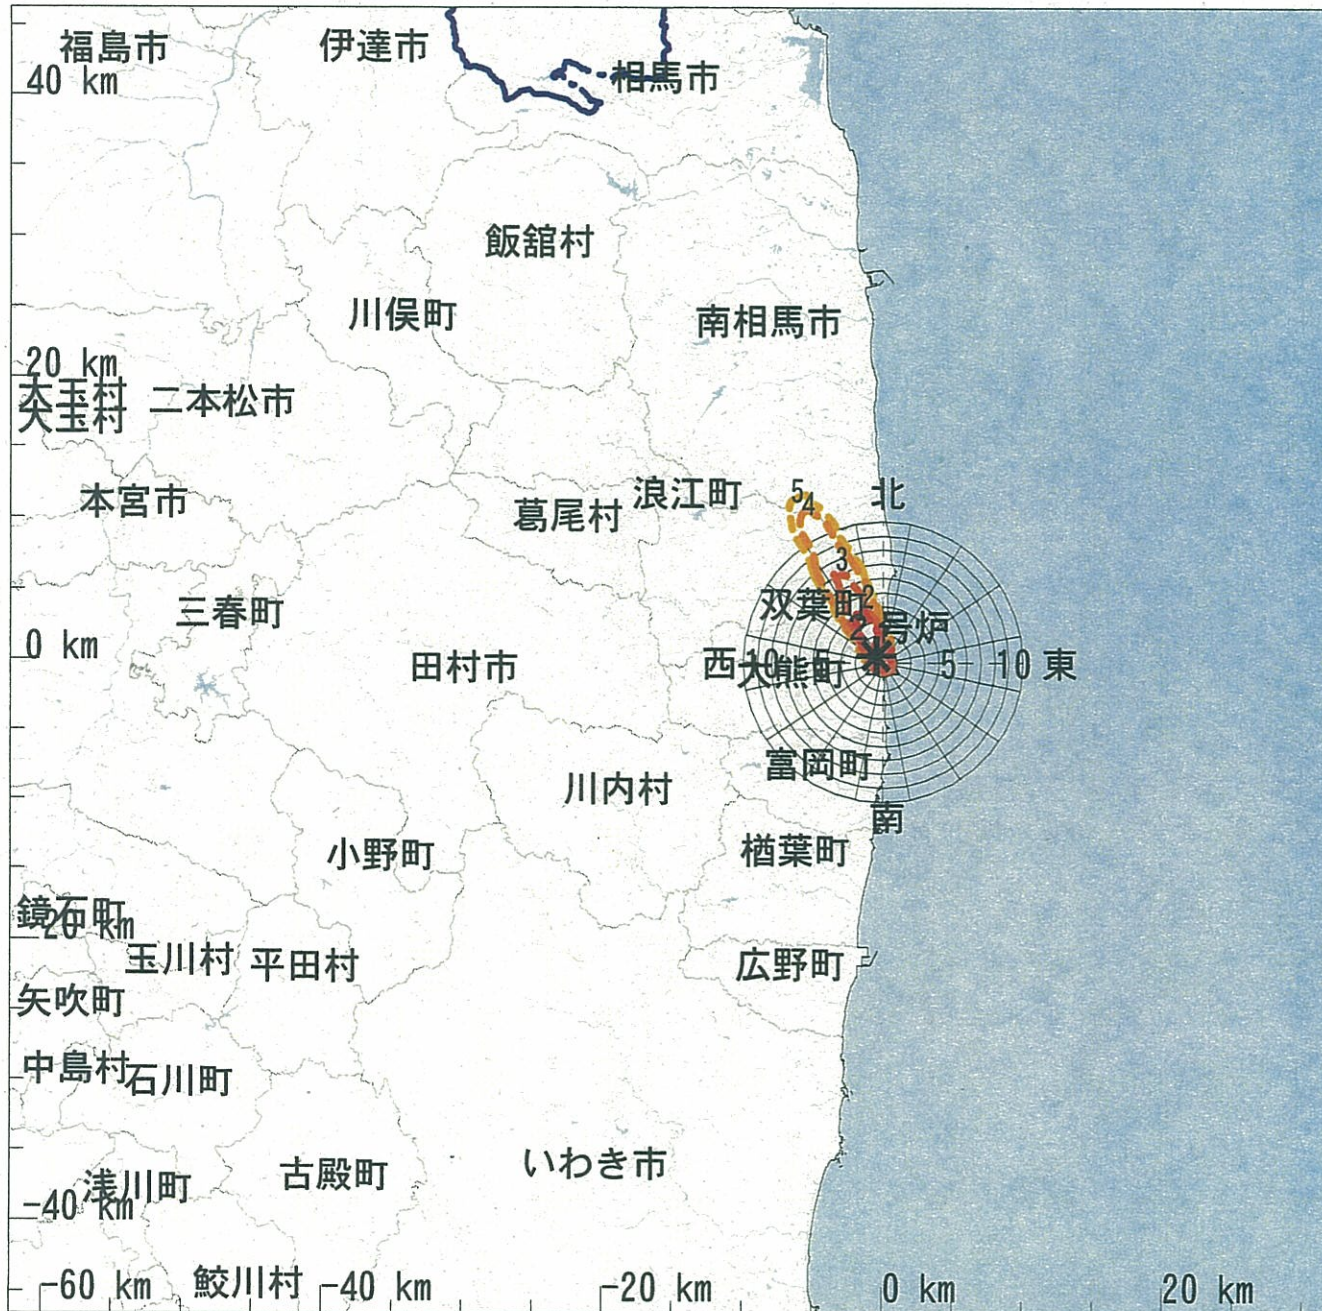 福島市 伊達市
40 km 相馬市
飯舘村
川俣町 南相馬市
20 km
大玉村 二本松市
大玉村
本宮市 葛尾村 浪江町 5 4 北
3
三春町 双葉町 2
0 km 田村市 2号炉
西 10 5 5 10 東
大熊町
富岡町
川内村
南
小野町 楢葉町
鏡石町
-20 km
玉川村 平田村 広野町
矢吹町
中島村 石川町
いわき市
浅川町 古殿町
-40 km
-60 km 鮫川村 -40 km -20 km 0 km 20 km